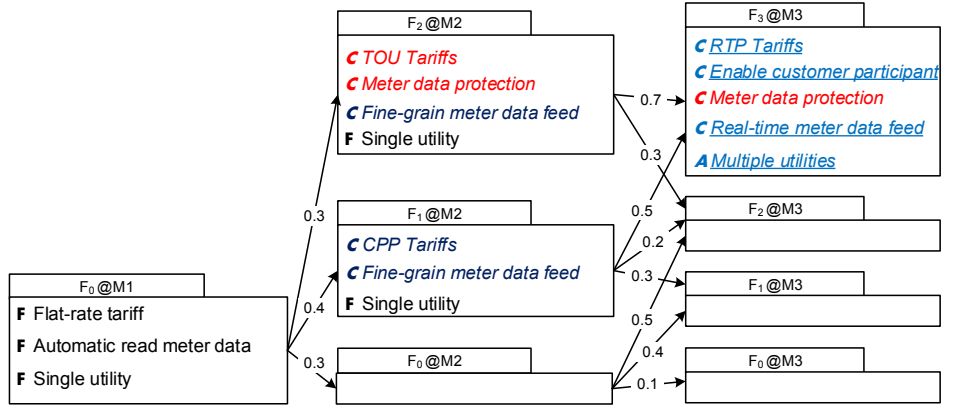 F₀@M1
F Flat-rate tariff
F Automatic read meter data
F Single utility
0.3
0.4
0.3
F₂@M2
C TOU Tariffs
C Meter data protection
C Fine-grain meter data feed
F Single utility
F₁@M2
C CPP Tariffs
C Fine-grain meter data feed
F Single utility
F₀@M2
0.7
0.3
0.5
0.2
0.3
0.5
0.4
0.1
F₃@M3
C RTP Tariffs
C Enable customer participant
C Meter data protection
C Real-time meter data feed
A Multiple utilities
F₂@M3
F₁@M3
F₀@M3